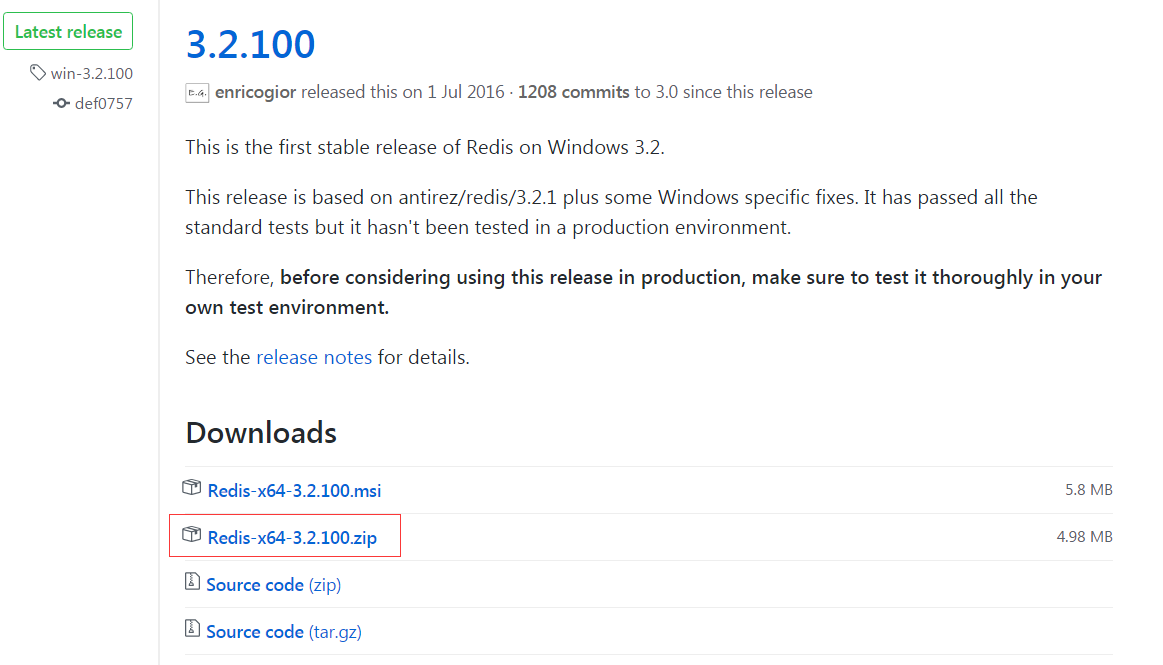 Latest release
win-3.2.100
def0757
3.2.100
enricogior released this on 1 Jul 2016 · 1208 commits to 3.0 since this release
This is the first stable release of Redis on Windows 3.2.
This release is based on antirez/redis/3.2.1 plus some Windows specific fixes. It has passed all the
standard tests but it hasn't been tested in a production environment.
Therefore, before considering using this release in production, make sure to test it thoroughly in your
own test environment.
See the release notes for details.
Downloads
Redis-x64-3.2.100.msi 5.8 MB
Redis-x64-3.2.100.zip 4.98 MB
Source code (zip)
Source code (tar.gz)